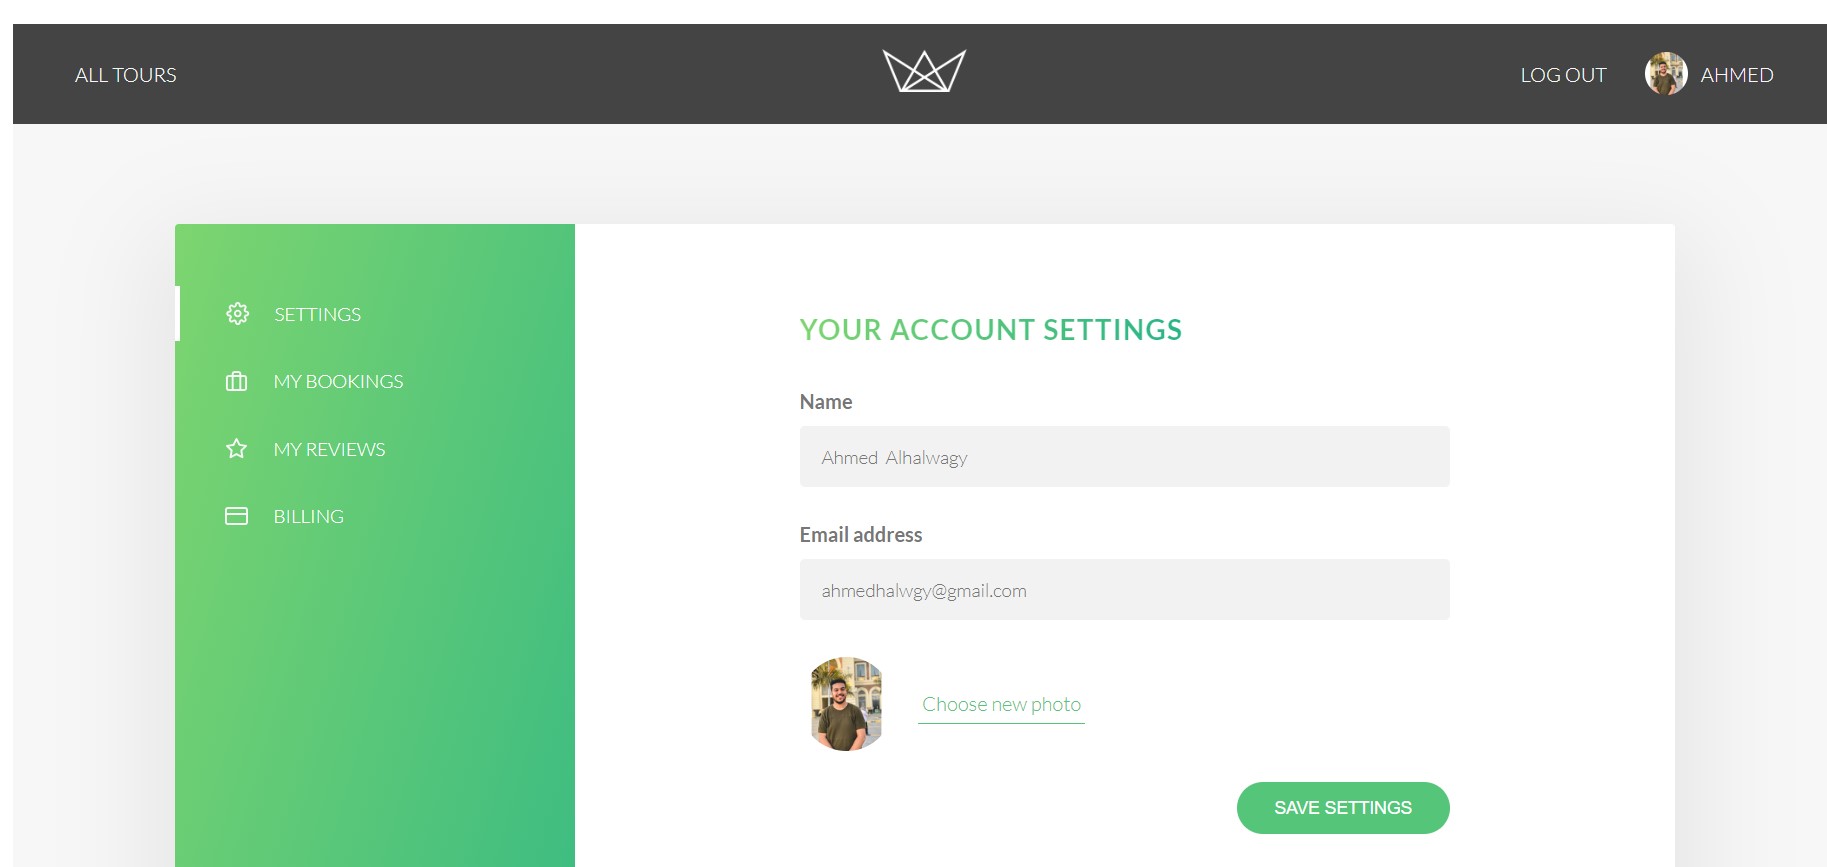 ALL TOURS
LOG OUT
AHMED
SETTINGS
MY BOOKINGS
MY REVIEWS
BILLING
YOUR ACCOUNT SETTINGS
Name
Ahmed Alhalwagy
Email address
ahmedhalwgy@gmail.com
Choose new photo
SAVE SETTINGS